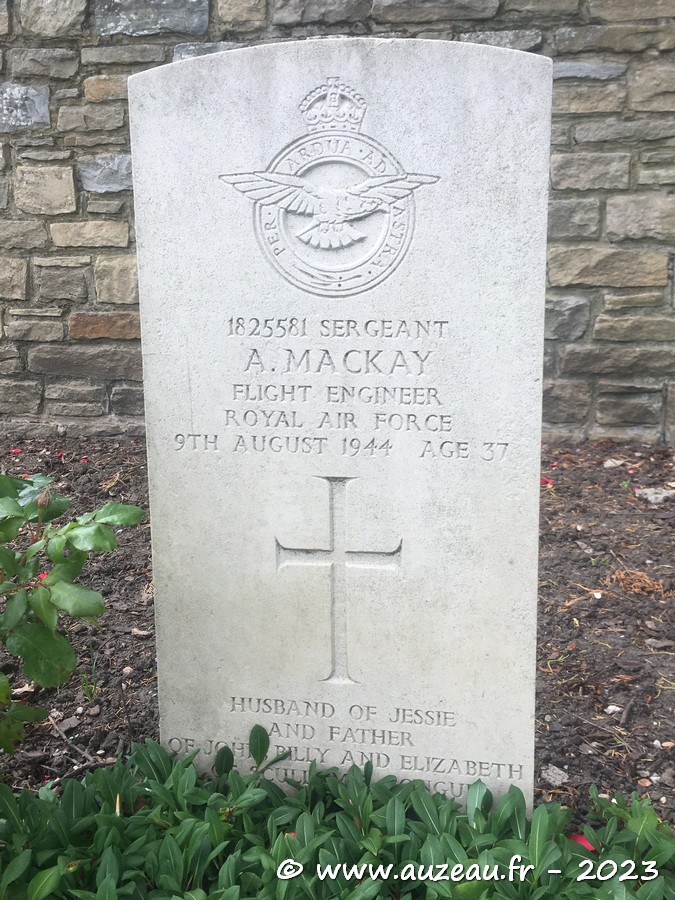 PER · ARDUA · AD · ASTRA
1825581 SERGEANT
A. MACKAY
FLIGHT ENGINEER
ROYAL AIR FORCE
9TH AUGUST 1944 AGE 37
HUSBAND OF JESSIE
AND FATHER
OF JOHN, BILLY AND ELIZABETH
© www.auzeau.fr - 2023